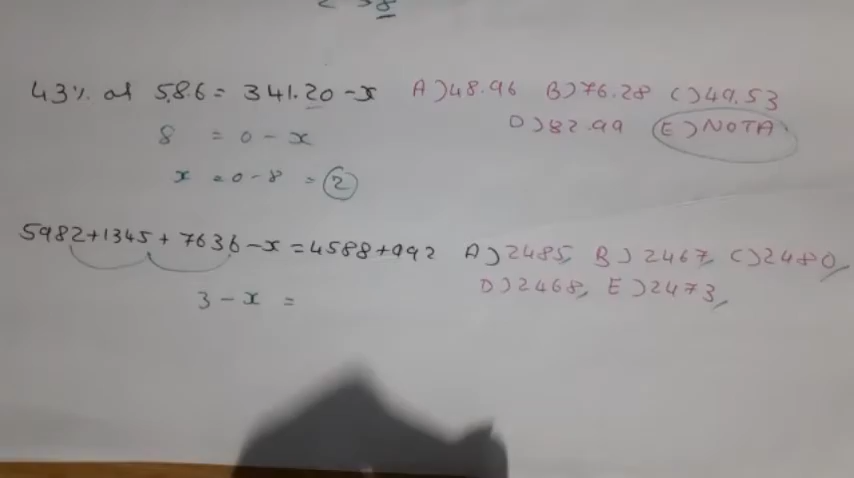 8
43% of 586 = 341.20 - x A) 48.96 B) 76.28 C) 49.53
D) 82.99 E) NOTA
8 = 0 - x
x = 0 - 8 = 2
5982+1345 + 7636 - x = 4588+992 A) 2485, B) 2467, C) 2480,
D) 2468, E) 2473,
3 - x =